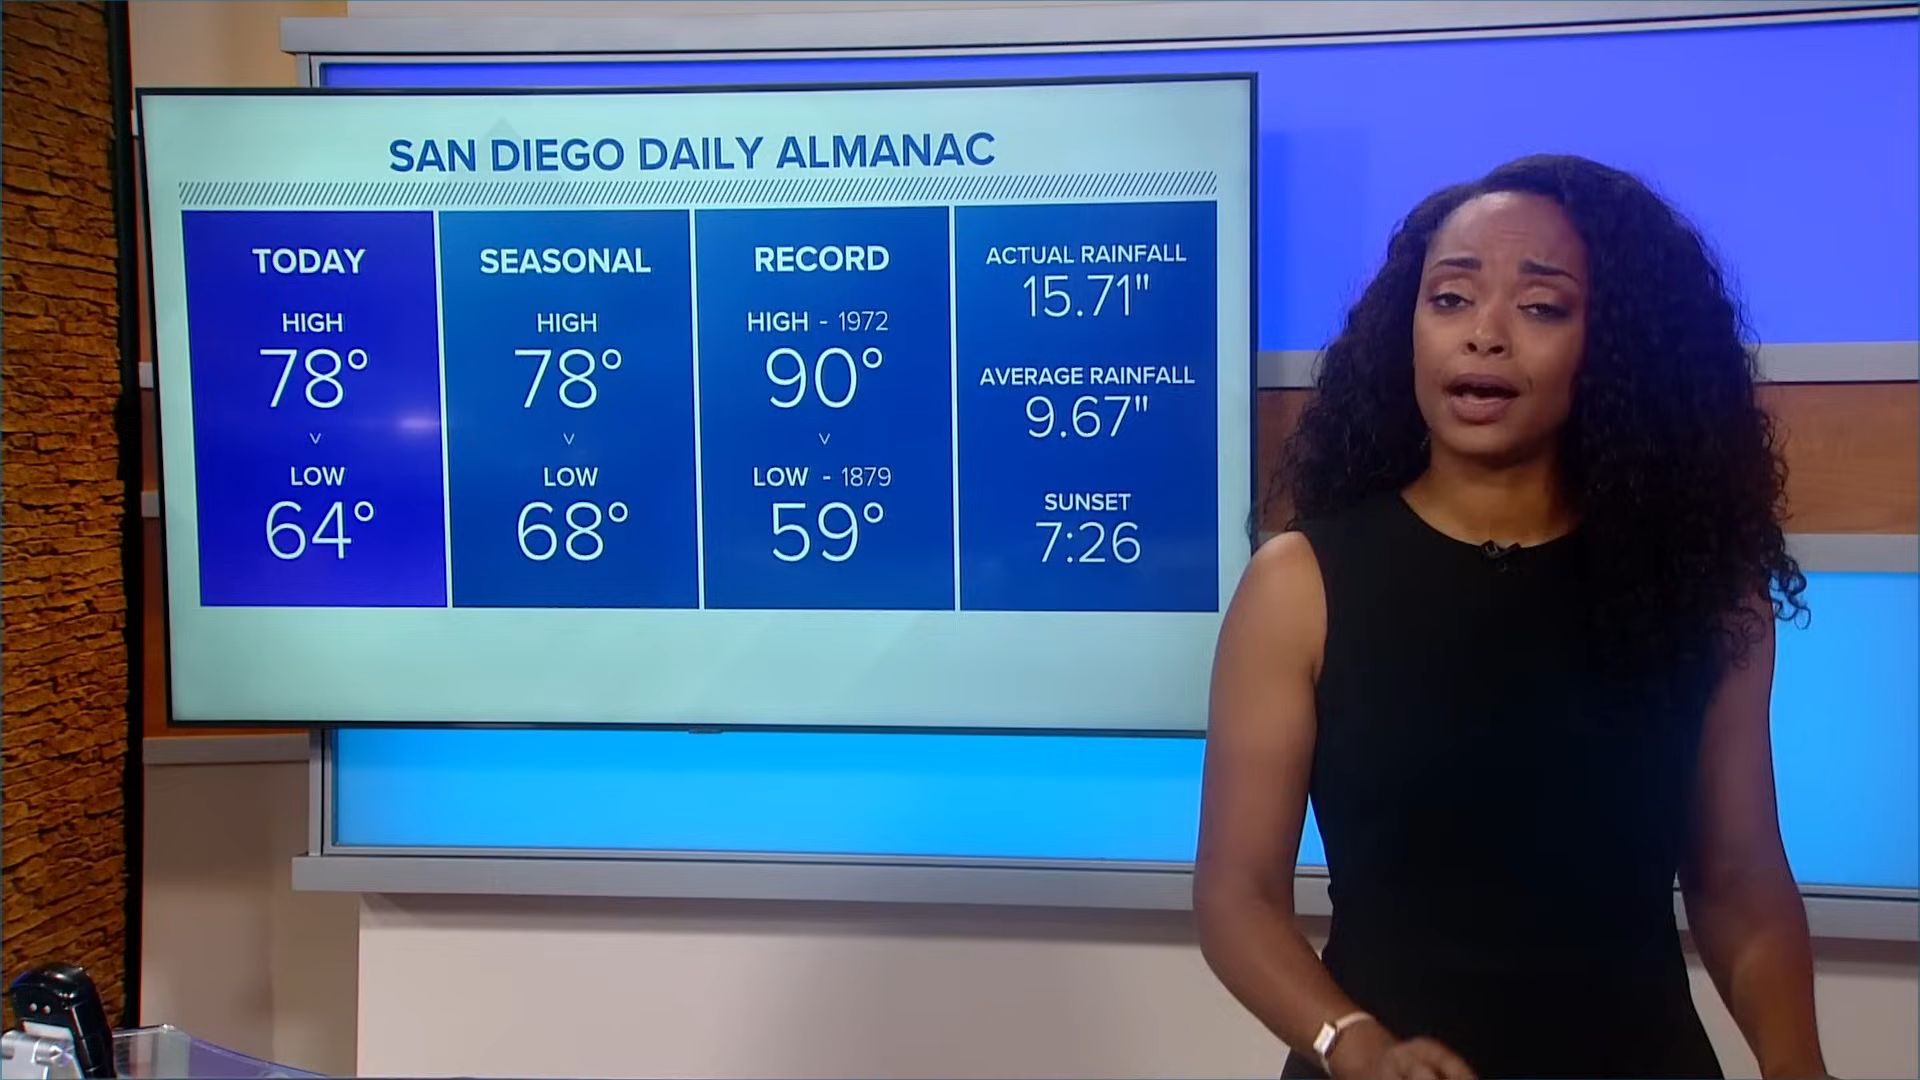 SAN DIEGO DAILY ALMANAC
TODAY
HIGH
78°
v
LOW
64°
SEASONAL
HIGH
78°
v
LOW
68°
RECORD
HIGH - 1972
90°
v
LOW - 1879
59°
ACTUAL RAINFALL
15.71"
AVERAGE RAINFALL
9.67"
SUNSET
7:26